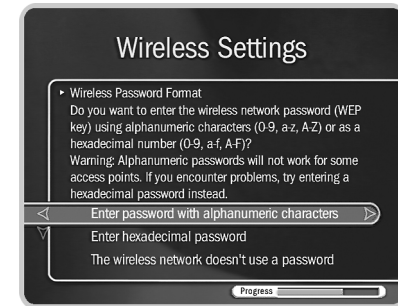 Wireless Settings
Wireless Password Format
Do you want to enter the wireless network password (WEP
key) using alphanumeric characters (0-9, a-z, A-Z) or as a
hexadecimal number (0-9, a-f, A-F)?
Warning: Alphanumeric passwords will not work for some
access points. If you encounter problems, try entering a
hexadecimal password instead.
Enter password with alphanumeric characters
Enter hexadecimal password
The wireless network doesn't use a password
Progress